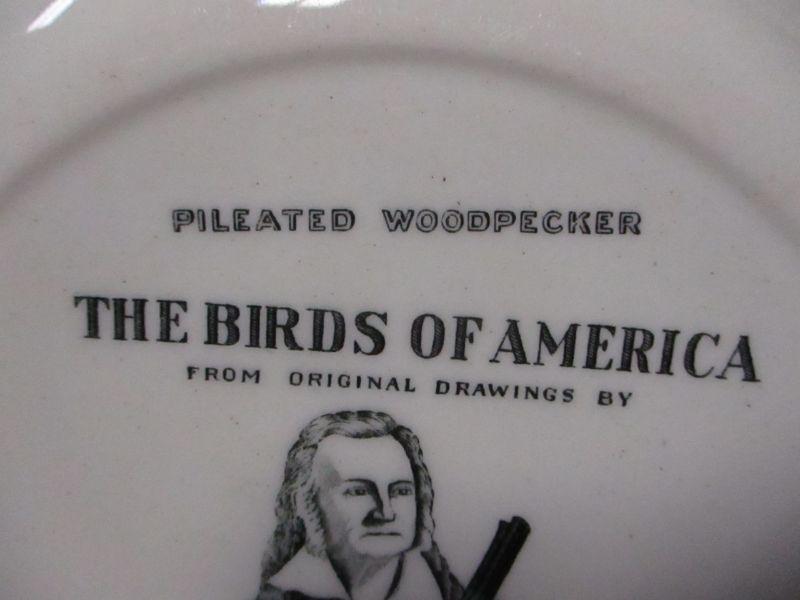 PILEATED WOODPECKER
THE BIRDS OF AMERICA
FROM ORIGINAL DRAWINGS BY